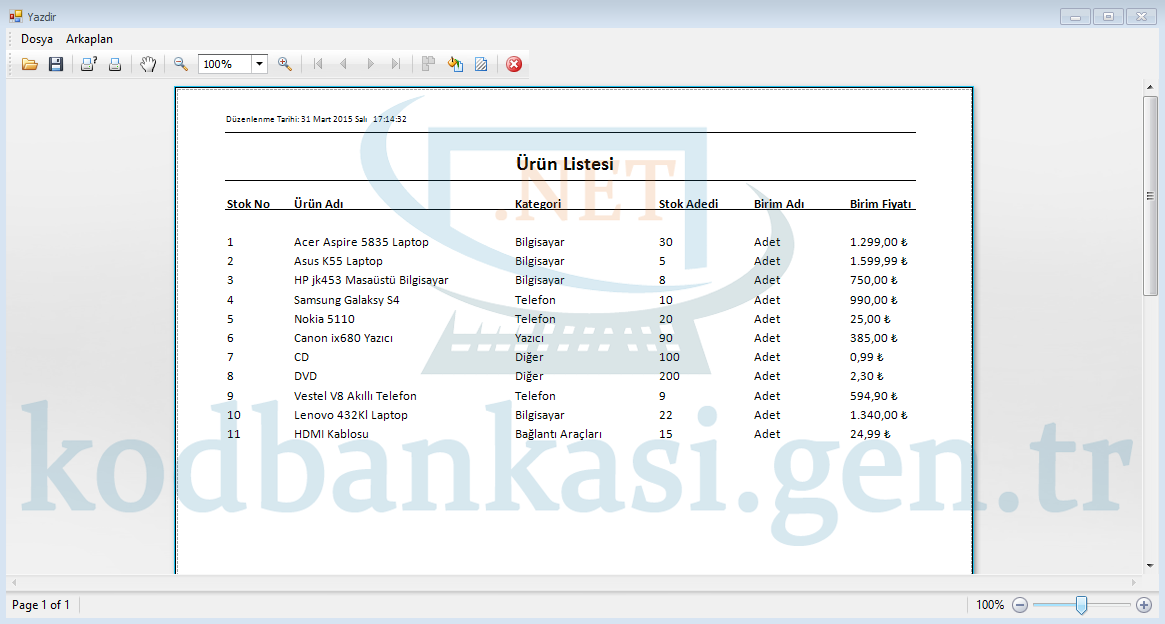 Yazdir
Dosya Arkaplan
100%
Düzenlenme Tarihi: 31 Mart 2015 Salı 17:14:32
Ürün Listesi
.NET
Stok No Ürün Adı Kategori Stok Adedi Birim Adı Birim Fiyatı
1 Acer Aspire 5835 Laptop Bilgisayar 30 Adet 1.299,00 ₺
2 Asus K55 Laptop Bilgisayar 5 Adet 1.599,99 ₺
3 HP jk453 Masaüstü Bilgisayar Bilgisayar 8 Adet 750,00 ₺
4 Samsung Galaksy S4 Telefon 10 Adet 990,00 ₺
5 Nokia 5110 Telefon 20 Adet 25,00 ₺
6 Canon ix680 Yazıcı Yazıcı 90 Adet 385,00 ₺
7 CD Diğer 100 Adet 0,99 ₺
8 DVD Diğer 200 Adet 2,30 ₺
9 Vestel V8 Akıllı Telefon Telefon 9 Adet 594,90 ₺
10 Lenovo 432Kl Laptop Bilgisayar 22 Adet 1.340,00 ₺
11 HDMI Kablosu Bağlantı Araçları 15 Adet 24,99 ₺
kodbankasi.gen.tr
Page 1 of 1 100%